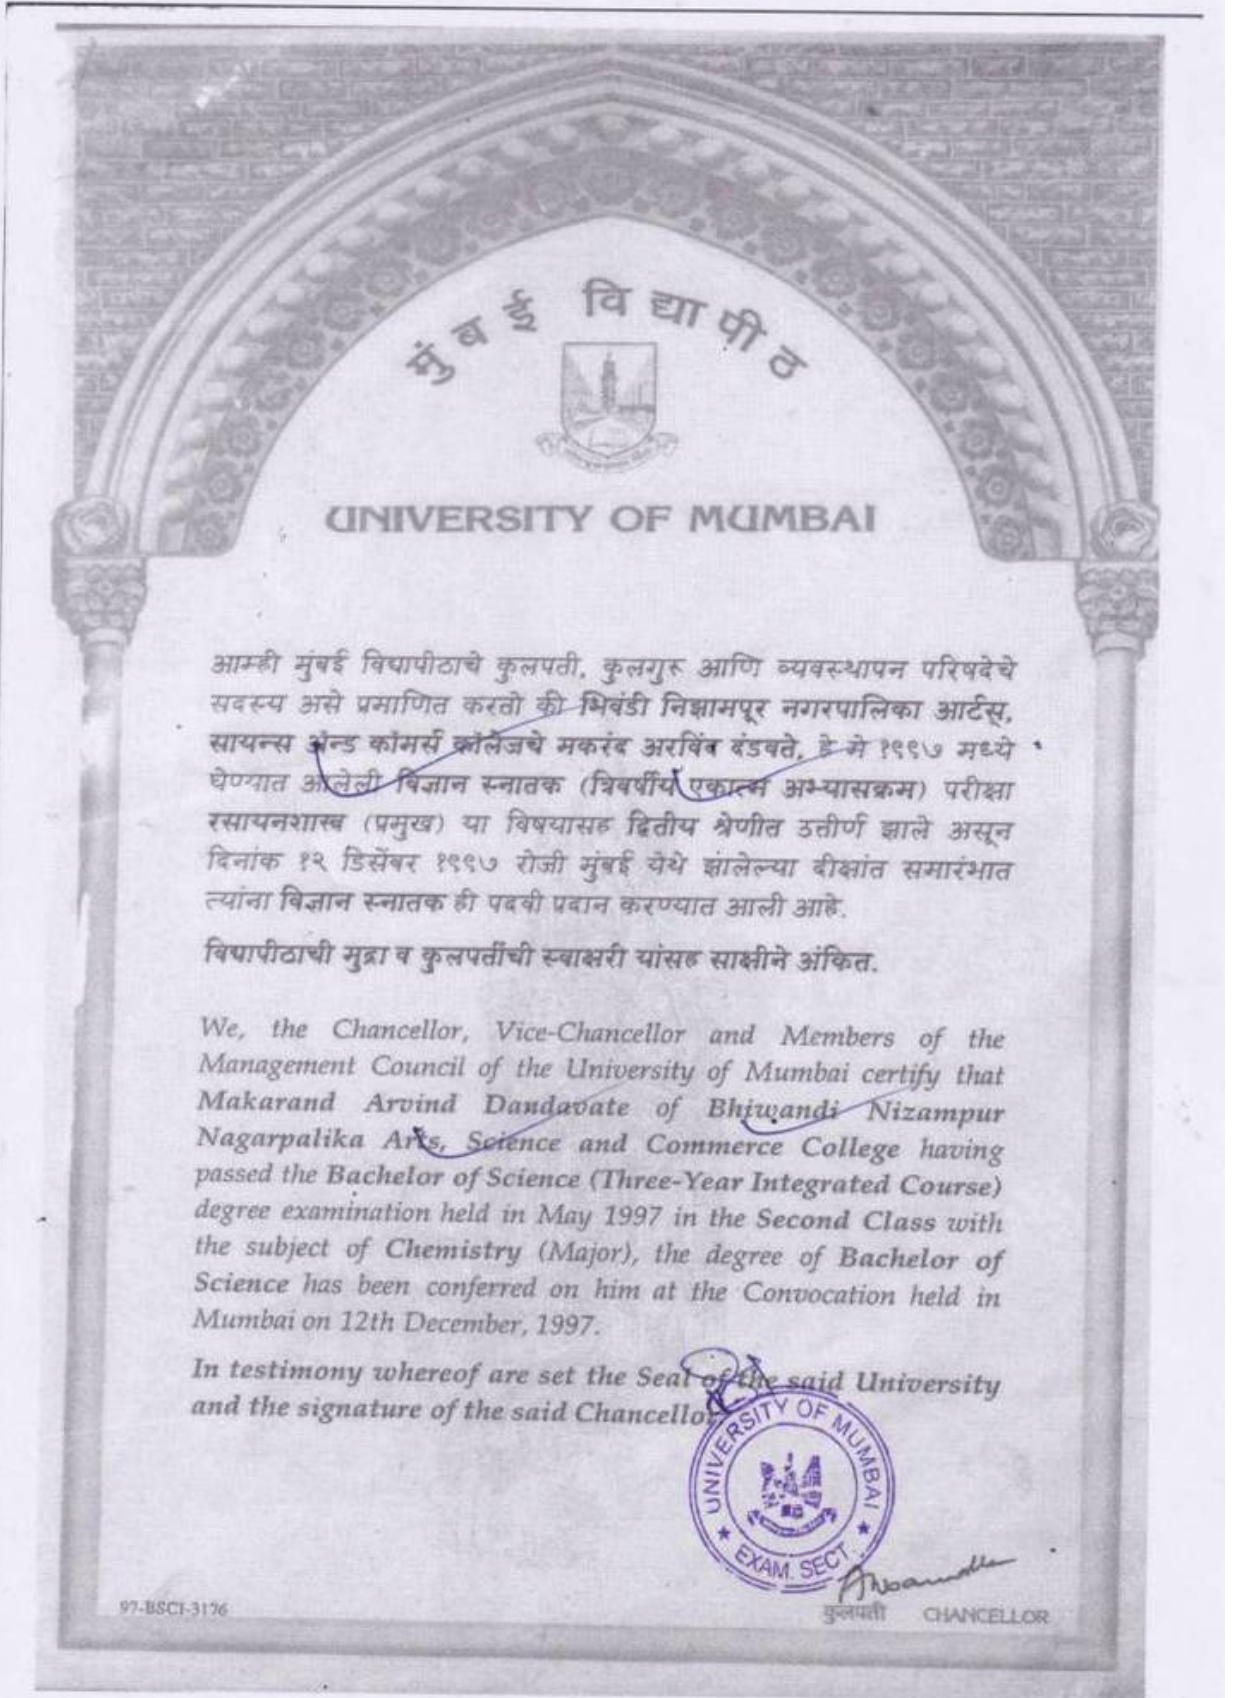 मुंबई विद्यापीठ
UNIVERSITY OF MUMBAI
आम्ही मुंबई विद्यापीठाचे कुलपती, कुलगुरू आणि व्यवस्थापन परिषदेचे
सदस्य असे प्रमाणित करतो की भिवंडी निझामपूर नगरपालिका आर्टस्,
सायन्स अ‍ॅन्ड कॉमर्स कॉलेजचे मकरंद अरविंद दंडवते, हे मे १९९७ मध्ये
घेण्यात आलेली विज्ञान स्नातक (त्रिवर्षीय एकात्म अभ्यासक्रम) परीक्षा
रसायनशास्त्र (प्रमुख) या विषयासह द्वितीय श्रेणीत उत्तीर्ण झाले असून
दिनांक १२ डिसेंबर १९९७ रोजी मुंबई येथे झालेल्या दीक्षांत समारंभात
त्यांना विज्ञान स्नातक ही पदवी प्रदान करण्यात आली आहे.
विद्यापीठाची मुद्रा व कुलपतींची स्वाक्षरी यांसह साक्षीने अंकित.
We, the Chancellor, Vice-Chancellor and Members of the
Management Council of the University of Mumbai certify that
Makarand Arvind Dandavate of Bhiwandi Nizampur
Nagarpalika Arts, Science and Commerce College having
passed the Bachelor of Science (Three-Year Integrated Course)
degree examination held in May 1997 in the Second Class with
the subject of Chemistry (Major), the degree of Bachelor of
Science has been conferred on him at the Convocation held in
Mumbai on 12th December, 1997.
In testimony whereof are set the Seal of the said University
and the signature of the said Chancellor
UNIVERSITY OF MUMBAI
EXAM. SECT.
97-BSCI-3176
कुलपती CHANCELLOR